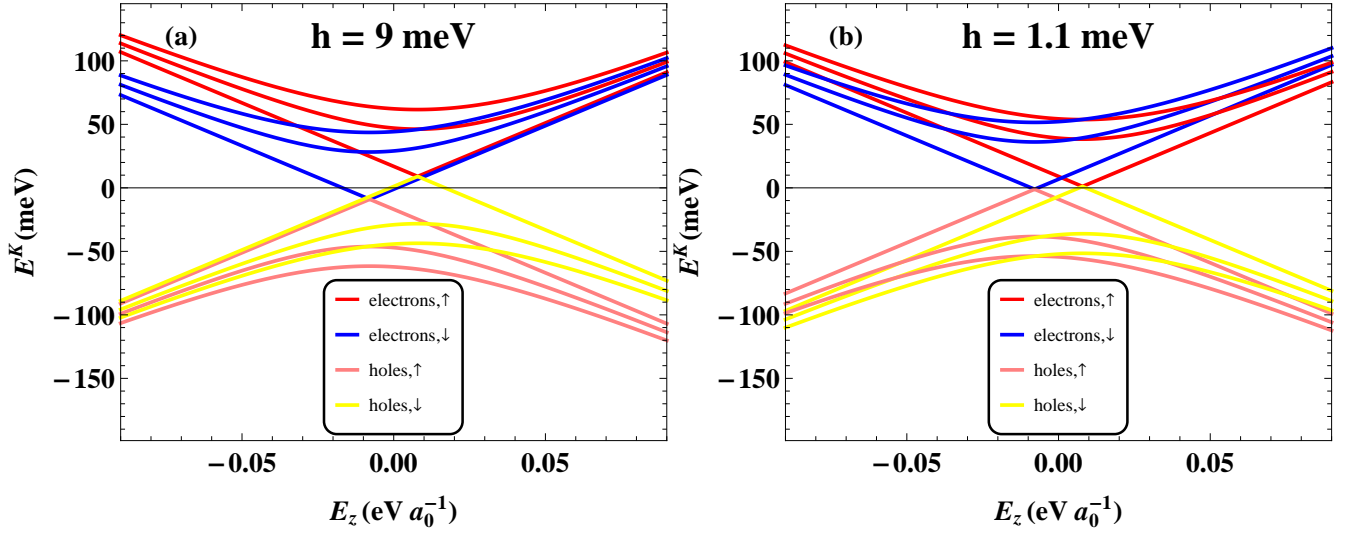 (a) h = 9 meV
100
50
0
−50
−100
−150
E^K (meV)
electrons,↑
electrons,↓
holes,↑
holes,↓
−0.05 0.00 0.05
E_z (eV a_0^{−1})
(b) h = 1.1 meV
100
50
0
−50
−100
−150
E^K (meV)
electrons,↑
electrons,↓
holes,↑
holes,↓
−0.05 0.00 0.05
E_z (eV a_0^{−1})